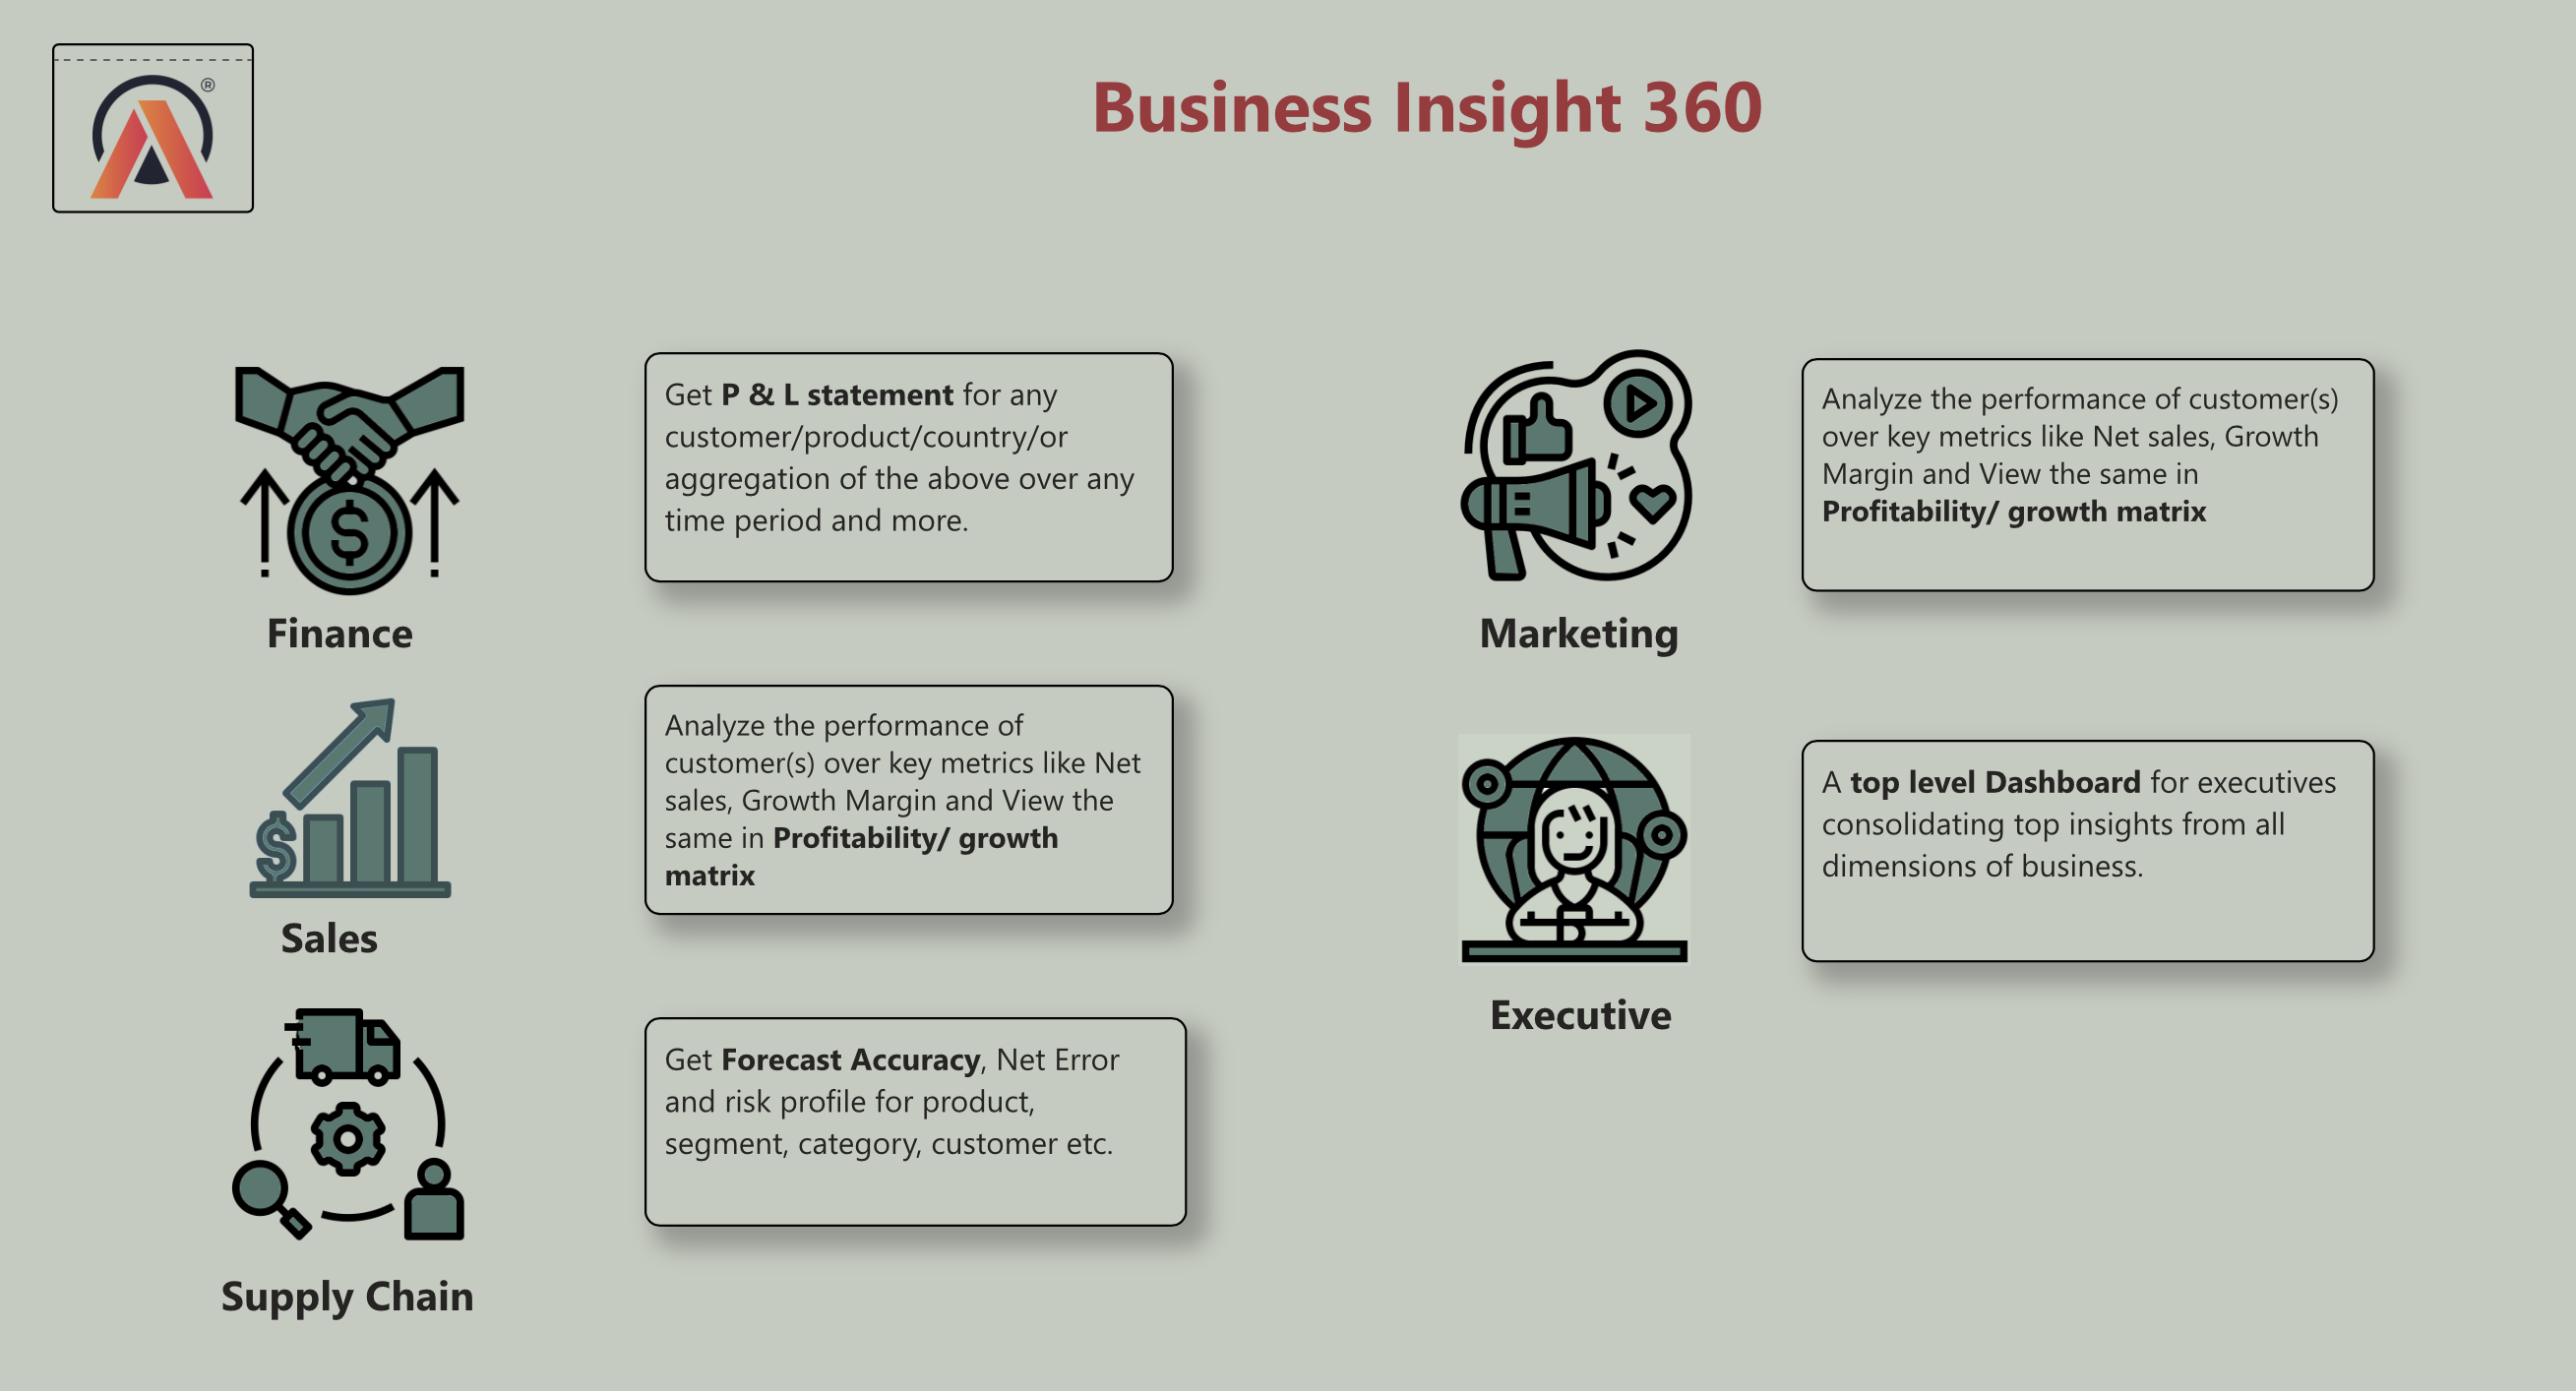 ®
Business Insight 360
Get P & L statement for any
customer/product/country/or
aggregation of the above over any
time period and more.
Finance
Analyze the performance of customer(s)
over key metrics like Net sales, Growth
Margin and View the same in
Profitability/ growth matrix
Marketing
Analyze the performance of
customer(s) over key metrics like Net
sales, Growth Margin and View the
same in Profitability/ growth
matrix
Sales
A top level Dashboard for executives
consolidating top insights from all
dimensions of business.
Executive
Get Forecast Accuracy, Net Error
and risk profile for product,
segment, category, customer etc.
Supply Chain